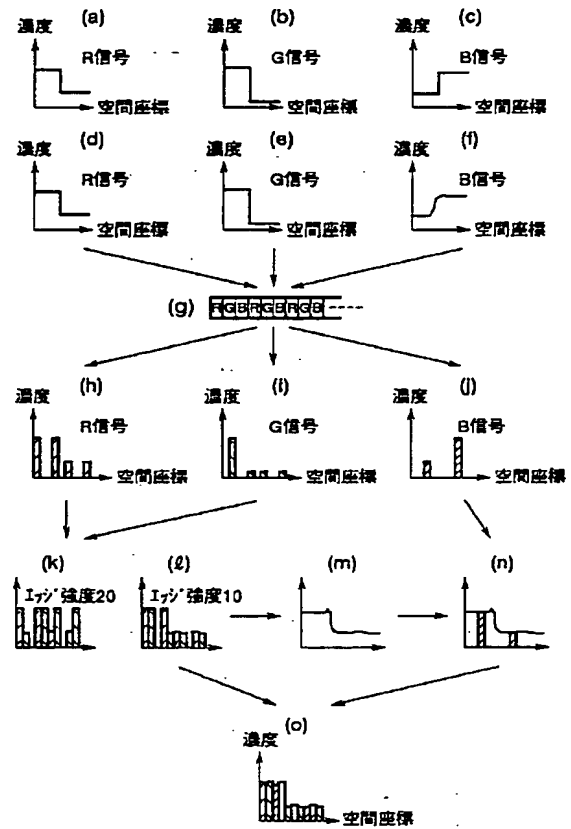 (a) (b) (c)
濃度 濃度 濃度
R信号 G信号 B信号
空間座標 空間座標 空間座標
(d) (e) (f)
濃度 濃度 濃度
R信号 G信号 B信号
空間座標 空間座標 空間座標
(g) RGBRGBRGB
(h) (i) (j)
濃度 濃度 濃度
R信号 G信号 B信号
空間座標 空間座標 空間座標
(k) (ℓ) (m) (n)
エッジ強度20 エッジ強度10
(o)
濃度
空間座標